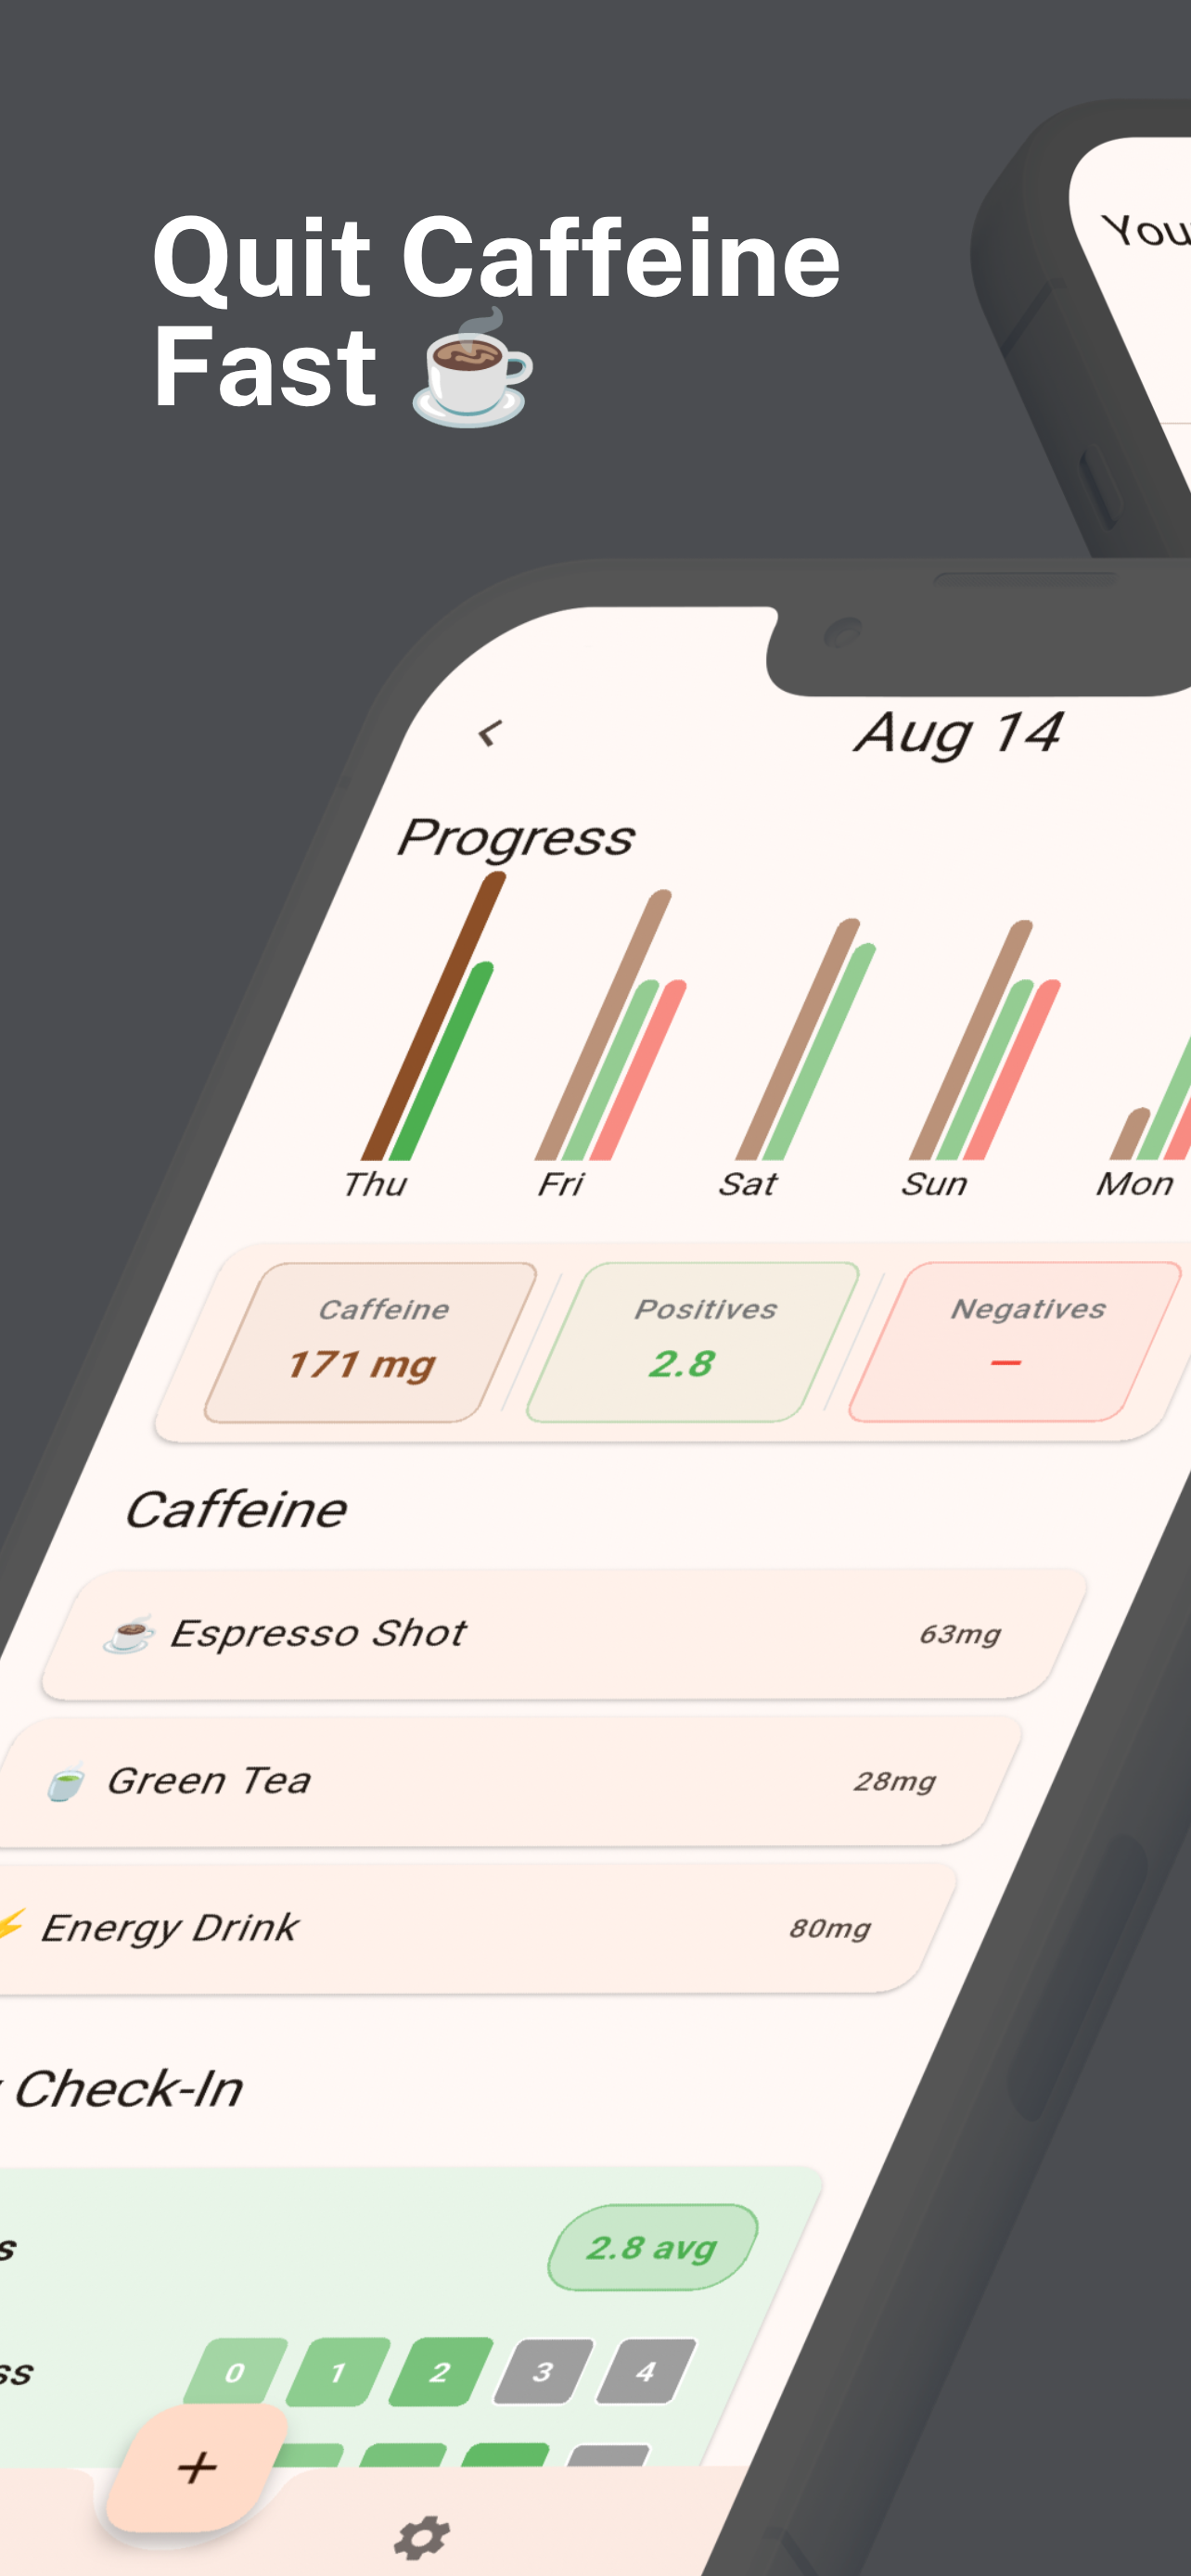 Quit Caffeine
Fast
You
Aug 14
Progress
Thu Fri Sat Sun Mon
Caffeine Positives Negatives
171 mg 2.8 –
Caffeine
Espresso Shot 63mg
Green Tea 28mg
Energy Drink 80mg
Check-In
2.8 avg
0 1 2 3 4
+